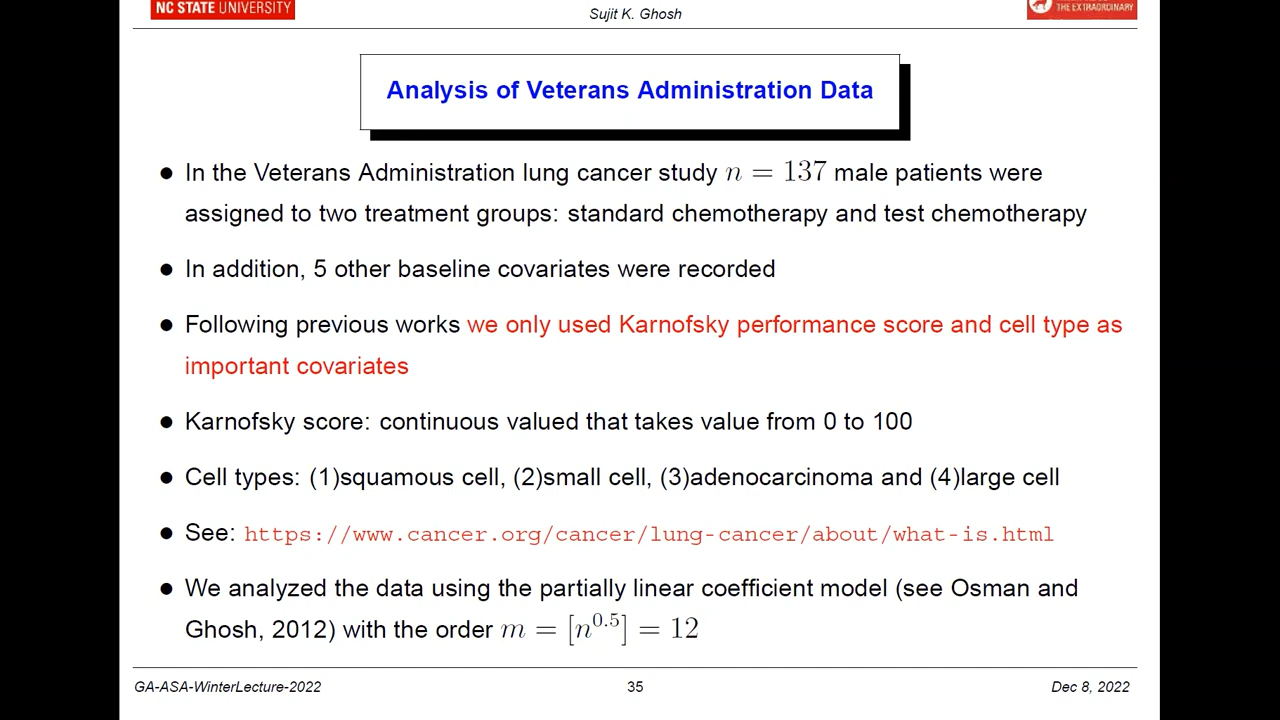 NC STATE UNIVERSITY
Sujit K. Ghosh
THE EXTRAORDINARY
Analysis of Veterans Administration Data
● In the Veterans Administration lung cancer study n = 137 male patients were
assigned to two treatment groups: standard chemotherapy and test chemotherapy
● In addition, 5 other baseline covariates were recorded
● Following previous works we only used Karnofsky performance score and cell type as
important covariates
● Karnofsky score: continuous valued that takes value from 0 to 100
● Cell types: (1)squamous cell, (2)small cell, (3)adenocarcinoma and (4)large cell
● See: https://www.cancer.org/cancer/lung-cancer/about/what-is.html
● We analyzed the data using the partially linear coefficient model (see Osman and
Ghosh, 2012) with the order m = [n^0.5] = 12
GA-ASA-WinterLecture-2022
35
Dec 8, 2022